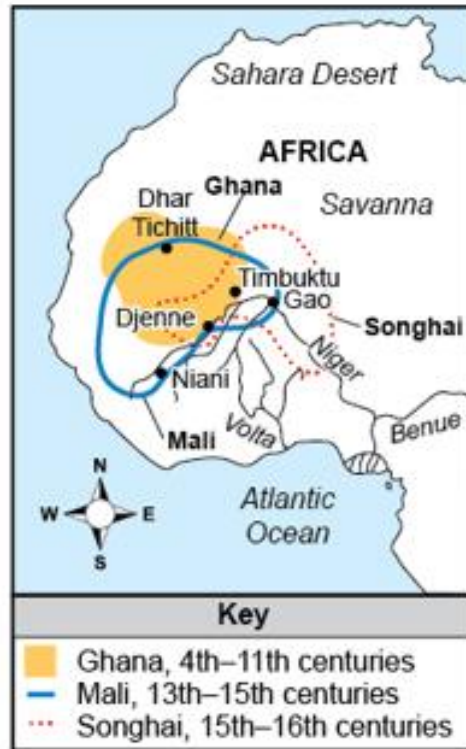 Sahara Desert
AFRICA
Ghana
Dhar
Tichitt
Savanna
Timbuktu
Gao
Djenne
Songhai
Niger
Niani
Mali
Volta
Benue
N
W E
S
Atlantic
Ocean
Key
Ghana, 4th–11th centuries
Mali, 13th–15th centuries
Songhai, 15th–16th centuries